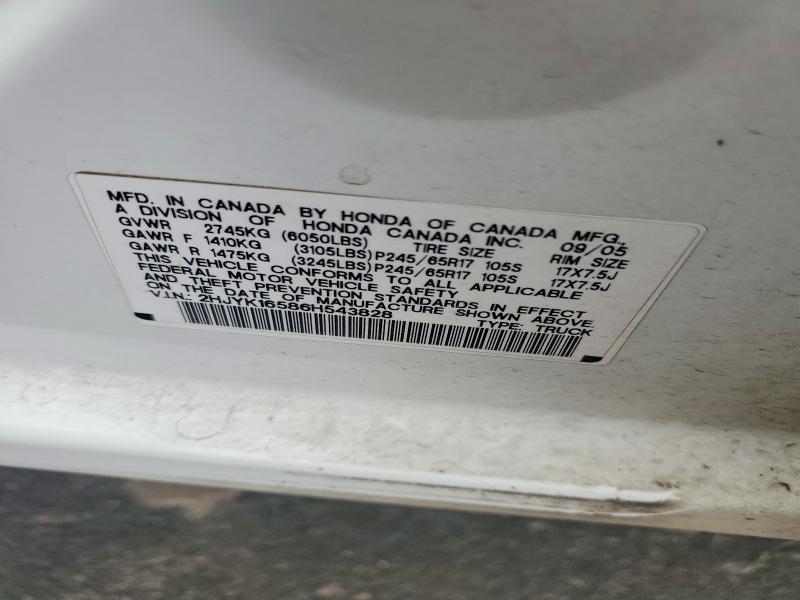 MFD. IN CANADA BY HONDA OF CANADA MFG.,
A DIVISION OF HONDA CANADA INC. 09/05
GVWR 2745KG (6050LBS) TIRE SIZE RIM SIZE
GAWR F 1410KG (3105LBS) P245/65R17 105S 17X7.5J
GAWR R 1475KG (3245LBS) P245/65R17 105S 17X7.5J
THIS VEHICLE CONFORMS TO ALL APPLICABLE
FEDERAL MOTOR VEHICLE SAFETY
AND THEFT PREVENTION STANDARDS IN EFFECT
ON THE DATE OF MANUFACTURE SHOWN ABOVE.
V.I.N.: 2HJYK16586H543828 TYPE: TRUCK